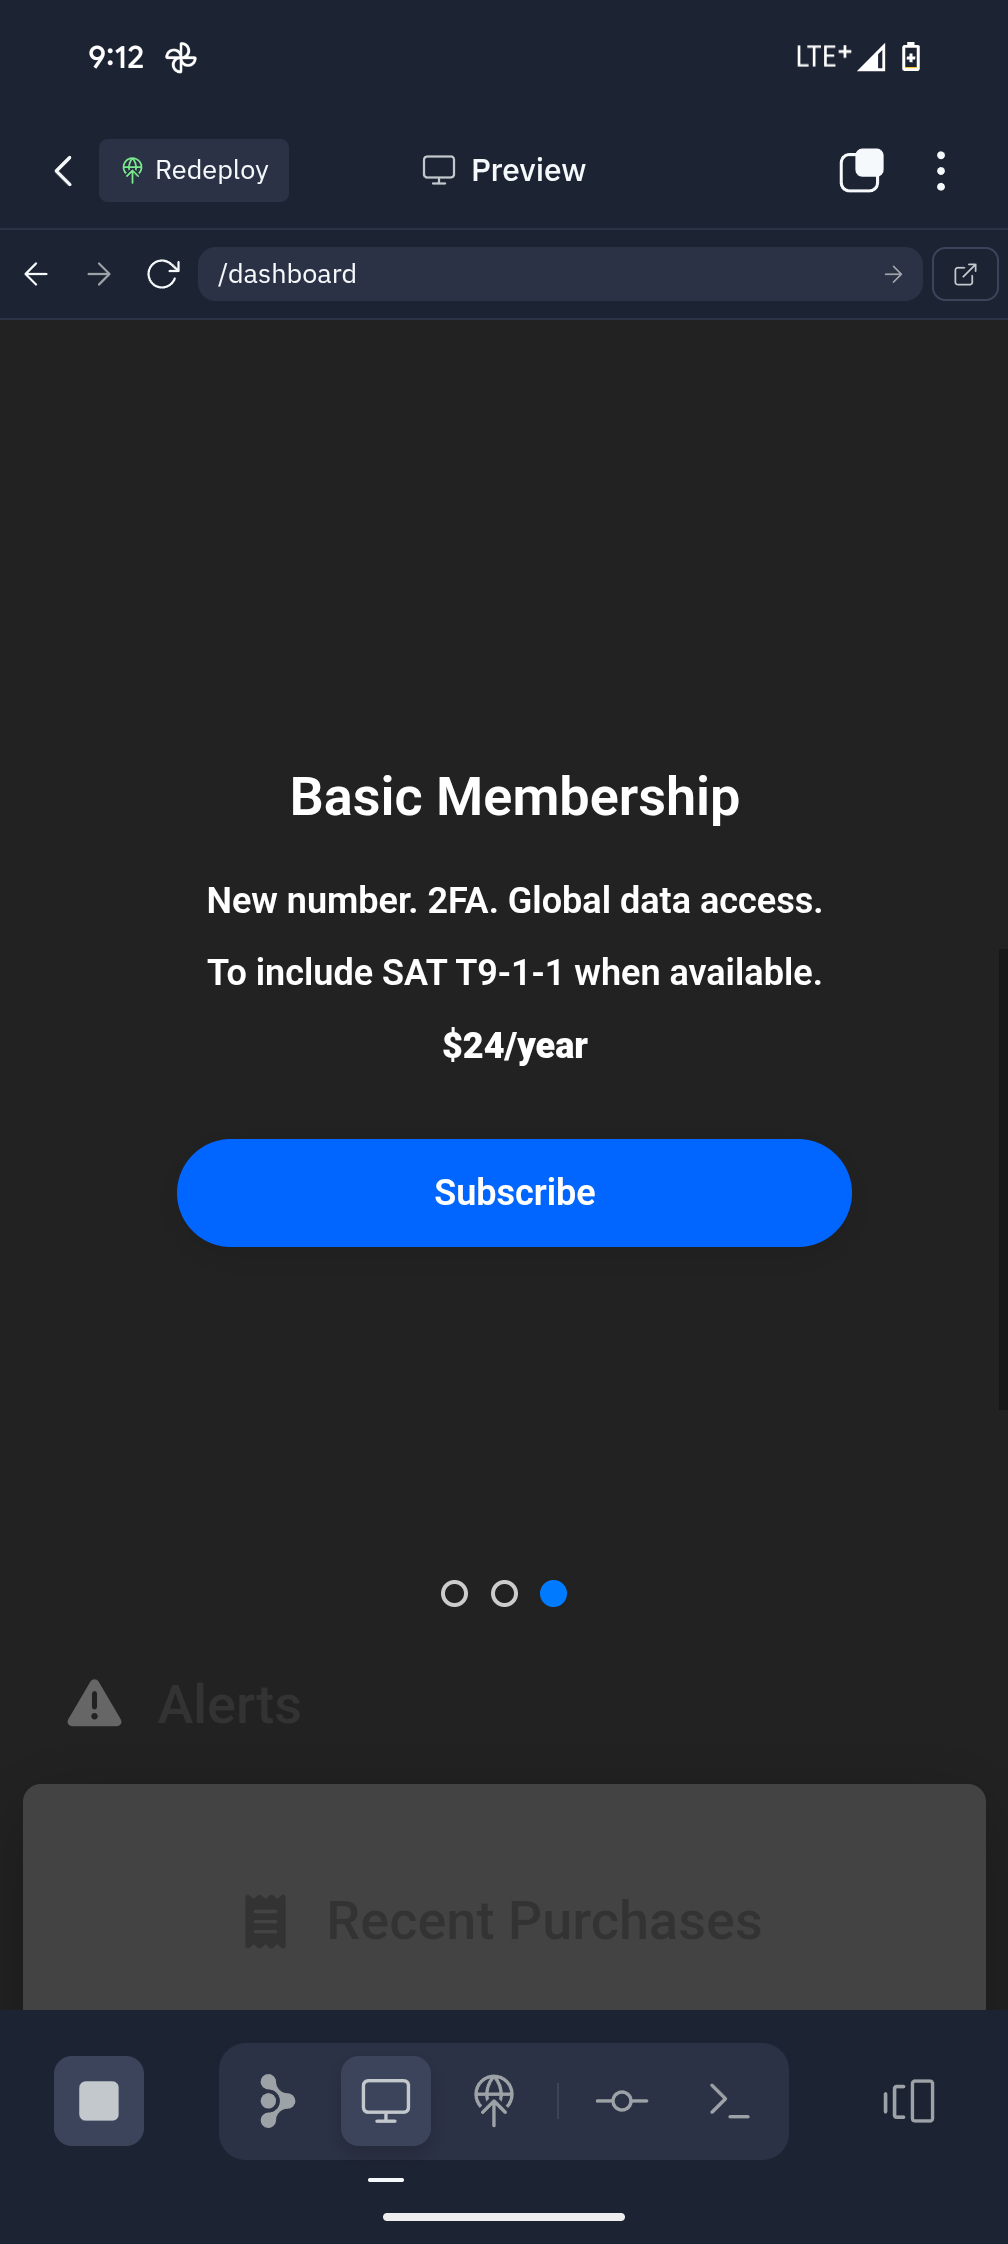 9:12
LTE+
Redeploy
Preview
/dashboard
Basic Membership
New number. 2FA. Global data access.
To include SAT T9-1-1 when available.
$24/year
Subscribe
Alerts
Recent Purchases